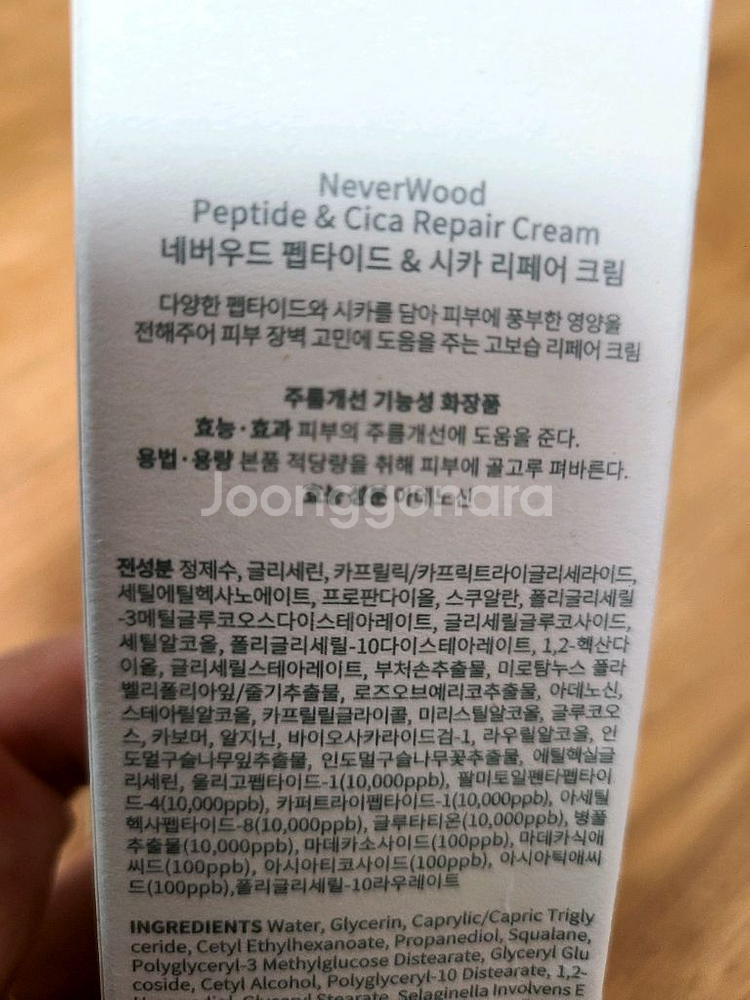 NeverWood
Peptide & Cica Repair Cream
네버우드 펩타이드 & 시카 리페어 크림
다양한 펩타이드와 시카를 담아 피부에 풍부한 영양을
전해주어 피부 장벽 고민에 도움을 주는 고보습 리페어 크림
주름개선 기능성 화장품
효능·효과 피부의 주름개선에 도움을 준다.
용법·용량 본품 적당량을 취해 피부에 골고루 펴바른다.
효능성분 아데노신
Joonggonara
전성분 정제수, 글리세린, 카프릴릭/카프릭트라이글리세라이드,
세틸에틸헥사노에이트, 프로판다이올, 스쿠알란, 폴리글리세릴
-3메틸글루코오스다이스테아레이트, 글리세릴글루코사이드,
세틸알코올, 폴리글리세릴-10다이스테아레이트, 1,2-헥산다
이올, 글리세릴스테아레이트, 부처손추출물, 미로탐누스 플라
벨리폴리아잎/줄기추출물, 로즈오브예리코추출물, 아데노신,
스테아릴알코올, 카프릴릴글라이콜, 미리스틸알코올, 글루코오
스, 카보머, 알지닌, 바이오사카라이드검-1, 라우릴알코올, 인
도멀구슬나무잎추출물, 인도멀구슬나무꽃추출물, 에틸헥실글
리세린, 올리고펩타이드-1(10,000ppb), 팔미토일펜타펩타이
드-4(10,000ppb), 카퍼트라이펩타이드-1(10,000ppb), 아세틸
헥사펩타이드-8(10,000ppb), 글루타티온(10,000ppb), 병풀
추출물(10,000ppb), 마데카소사이드(100ppb), 마데카식애
씨드(100ppb), 아시아티코사이드(100ppb), 아시아틱애씨
드(100ppb),폴리글리세릴-10라우레이트
INGREDIENTS Water, Glycerin, Caprylic/Capric Trigly
ceride, Cetyl Ethylhexanoate, Propanediol, Squalane,
Polyglyceryl-3 Methylglucose Distearate, Glyceryl Glu
coside, Cetyl Alcohol, Polyglyceryl-10 Distearate, 1,2-
Hexanediol, Glyceryl Stearate, Selaginella Involvens E